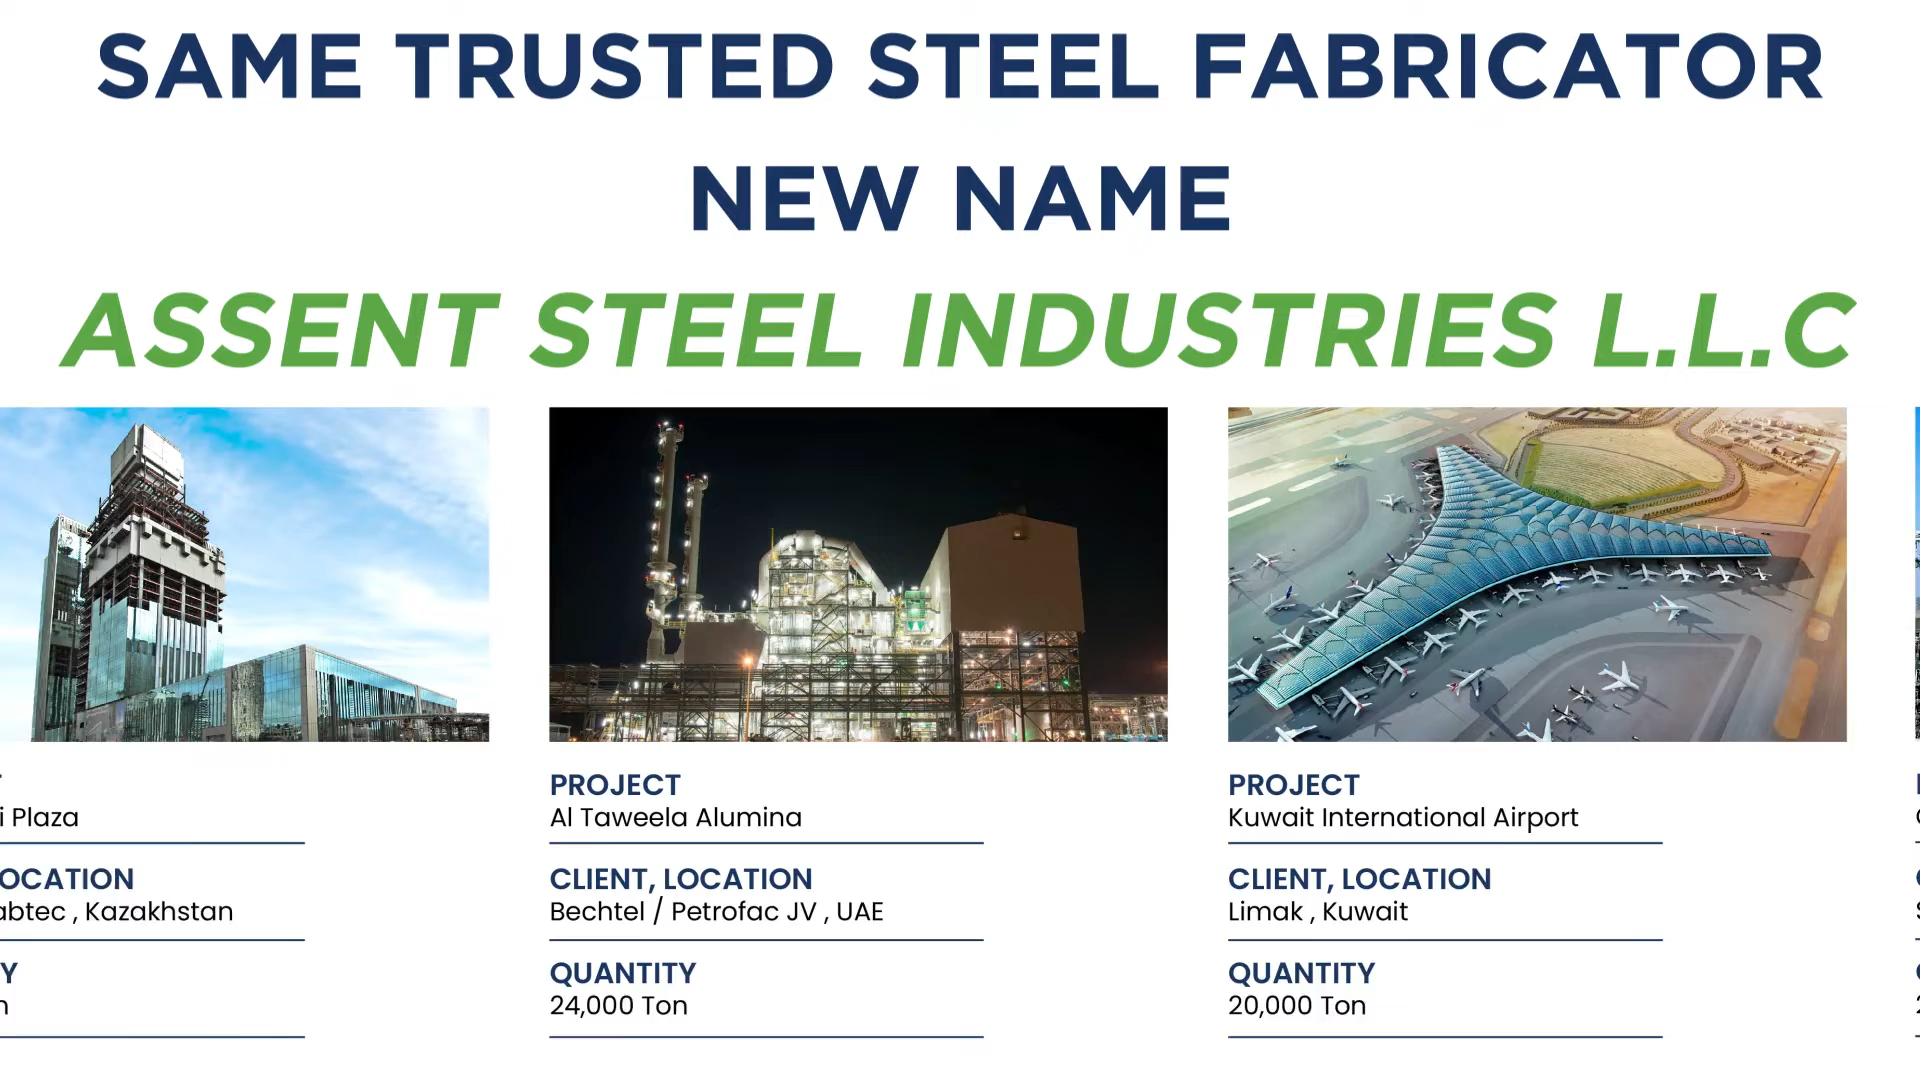 SAME TRUSTED STEEL FABRICATOR
NEW NAME
ASSENT STEEL INDUSTRIES L.L.C
Plaza
, Kazakhstan
PROJECT
Al Taweela Alumina
CLIENT, LOCATION
Bechtel / Petrofac JV , UAE
QUANTITY
24,000 Ton
PROJECT
Kuwait International Airport
CLIENT, LOCATION
Limak , Kuwait
QUANTITY
20,000 Ton